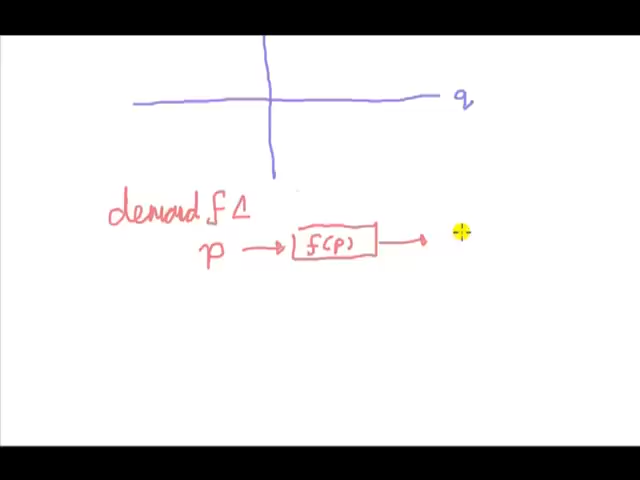 q
demand f Δ
p → f(p) →